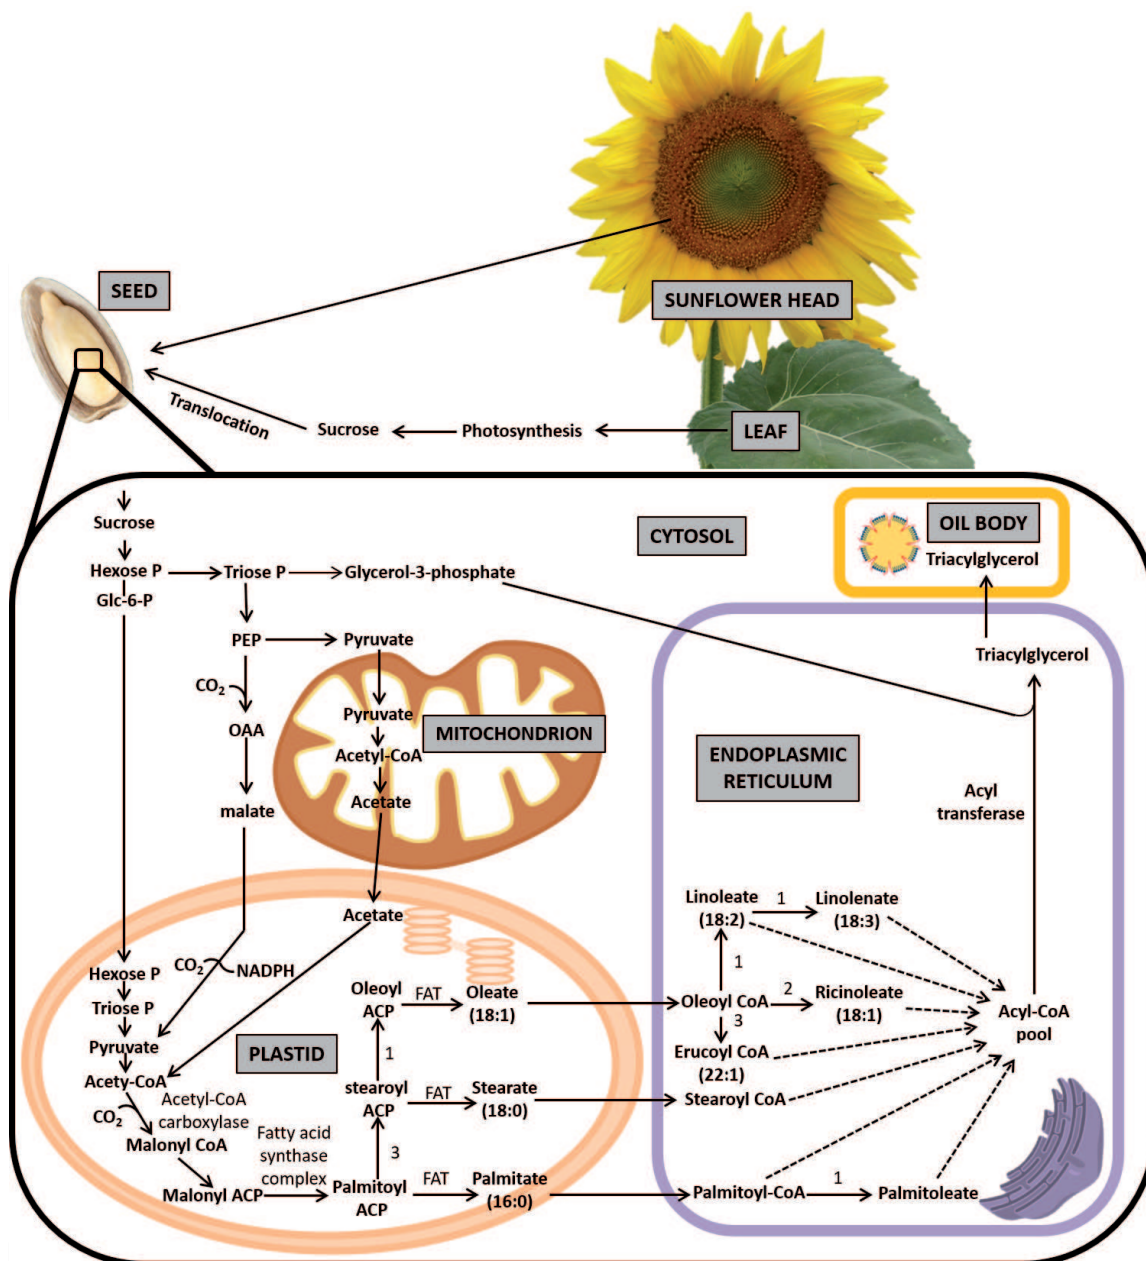 SEED
SUNFLOWER HEAD
Translocation
Sucrose
Photosynthesis
LEAF
Sucrose
CYTOSOL
OIL BODY
Triacylglycerol
Hexose P
Triose P
Glycerol-3-phosphate
Glc-6-P
PEP
Pyruvate
Triacylglycerol
CO2
Pyruvate
OAA
MITOCHONDRION
Acetyl-CoA
ENDOPLASMIC
RETICULUM
Acetate
malate
Acyl
transferase
Acetate
Linoleate
(18:2)
1
Linolenate
(18:3)
CO2
NADPH
Hexose P
Triose P
Pyruvate
Acety-CoA
PLASTID
Oleoyl
ACP
FAT
Oleate
(18:1)
1
Oleoyl CoA
2
Ricinoleate
(18:1)
Acyl-CoA
pool
3
Erucoyl CoA
(22:1)
1
stearoyl
ACP
FAT
Stearate
(18:0)
Stearoyl CoA
CO2
Acetyl-CoA
carboxylase
Malonyl CoA
Fatty acid
synthase
complex
3
Malonyl ACP
Palmitoyl
ACP
FAT
Palmitate
(16:0)
Palmitoyl-CoA
1
Palmitoleate